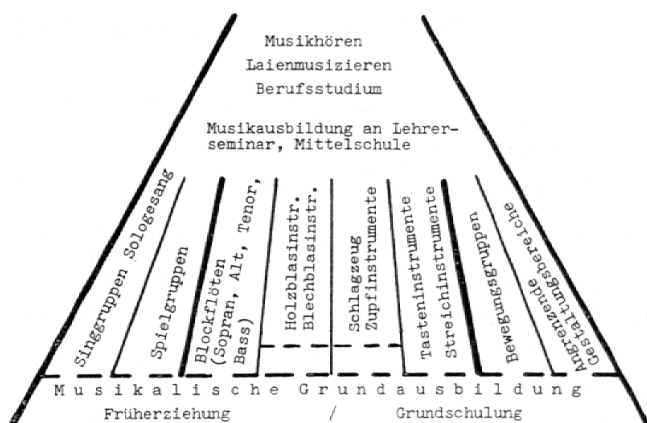 Musikhören
Laienmusizieren
Berufsstudium
Musikausbildung an Lehrer-
seminar, Mittelschule
Singgruppen Sologesang
Spielgruppen
Blockflöten
(Sopran, Alt, Tenor,
Bass)
Holzblasinstr.
Blechblasinstr.
Schlagzeug
Zupfinstrumente
Tasteninstrumente
Streichinstrumente
Bewegungsgruppen
Angrenzende
Gestaltungsbereiche
Musikalische Grundausbildung
Früherziehung / Grundschulung